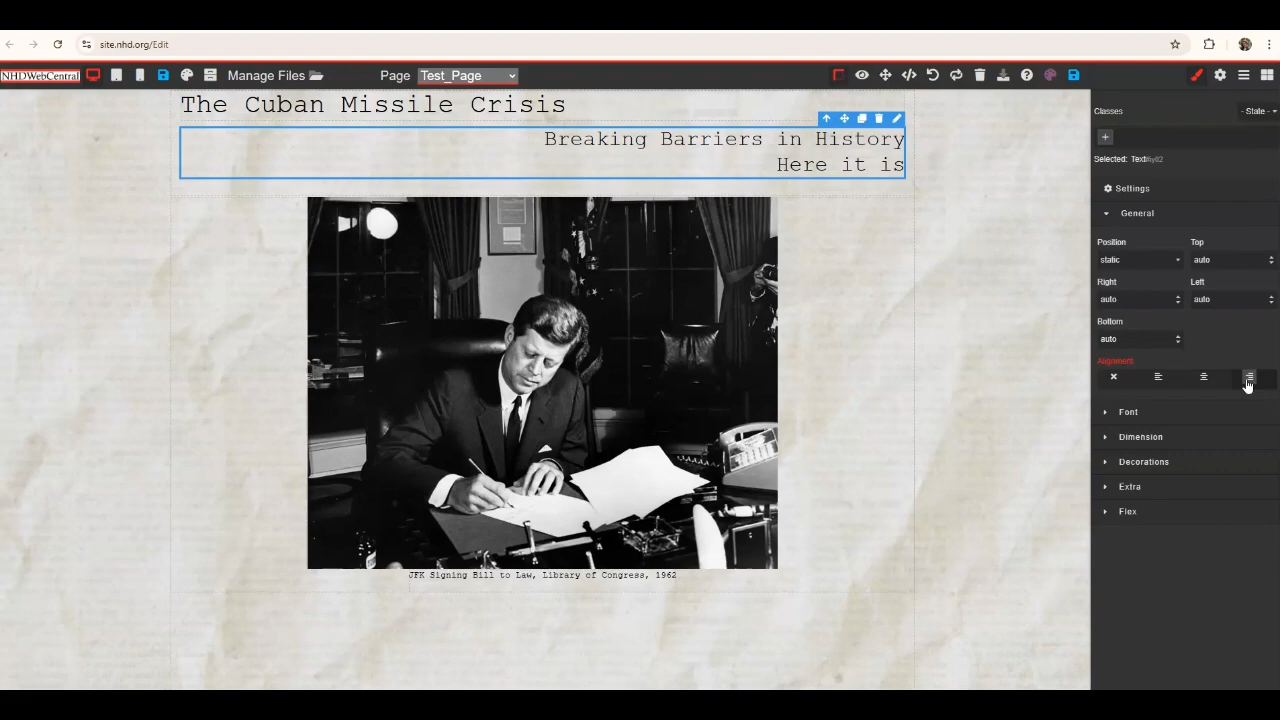 site.nhd.org/Edit
NHDWebCentral
Manage Files
Page
Test_Page
The Cuban Missile Crisis
Breaking Barriers in History
Here it is
JFK Signing Bill to Law, Library of Congress, 1962
Classes
- State -
Selected: Text
Settings
General
Position
Top
static
auto
Right
Left
auto
auto
Bottom
auto
Alignment
Font
Dimension
Decorations
Extra
Flex